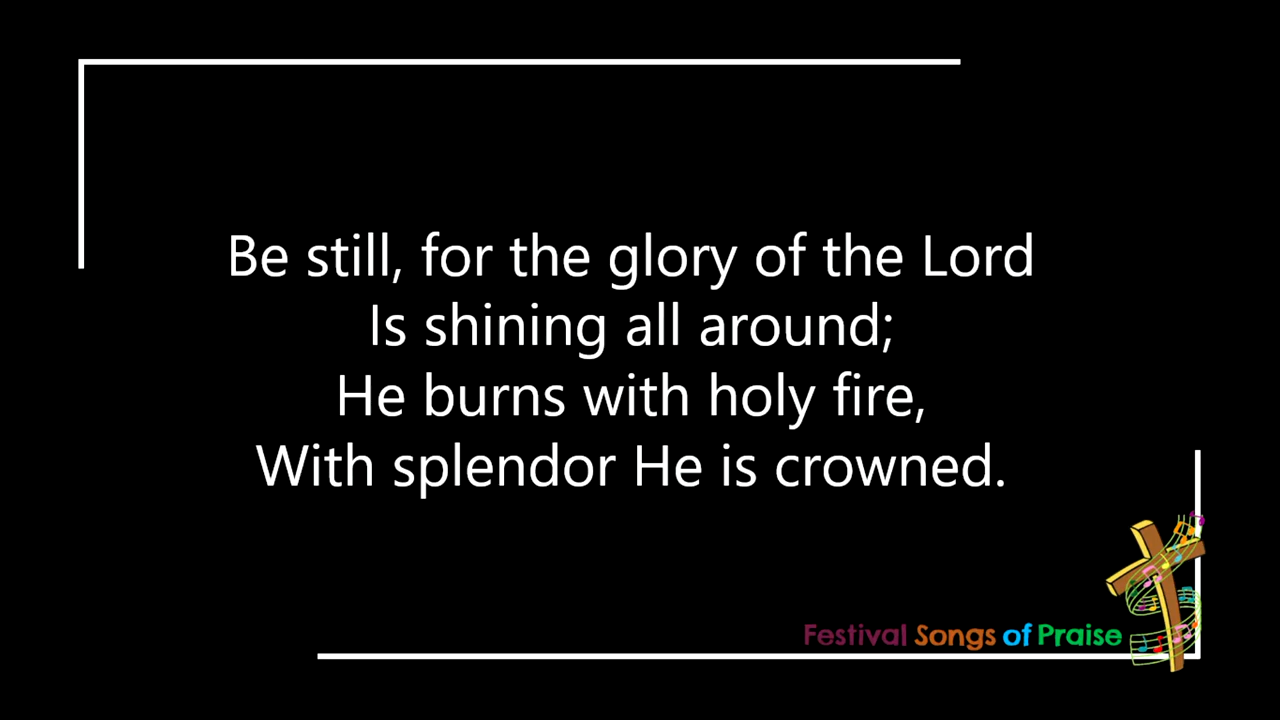 Be still, for the glory of the Lord
Is shining all around;
He burns with holy fire,
With splendor He is crowned.
Festival Songs of Praise